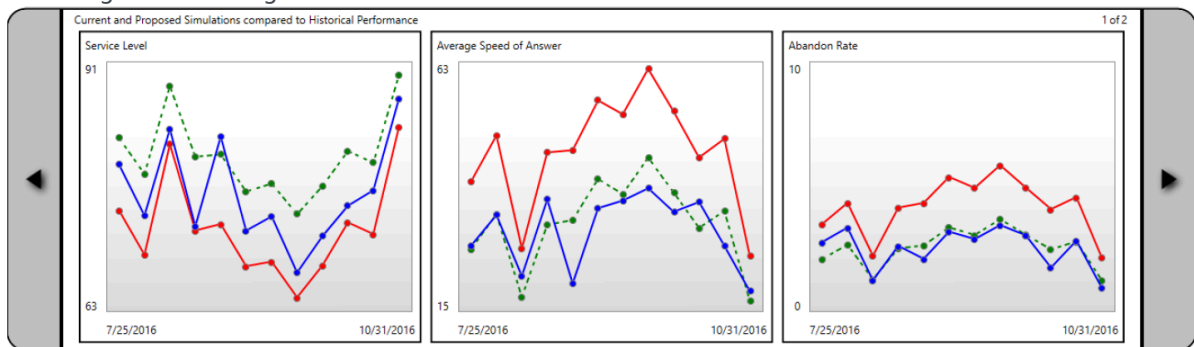 Current and Proposed Simulations compared to Historical Performance
1 of 2
Service Level
91
63
7/25/2016
10/31/2016
Average Speed of Answer
63
15
7/25/2016
10/31/2016
Abandon Rate
10
0
7/25/2016
10/31/2016